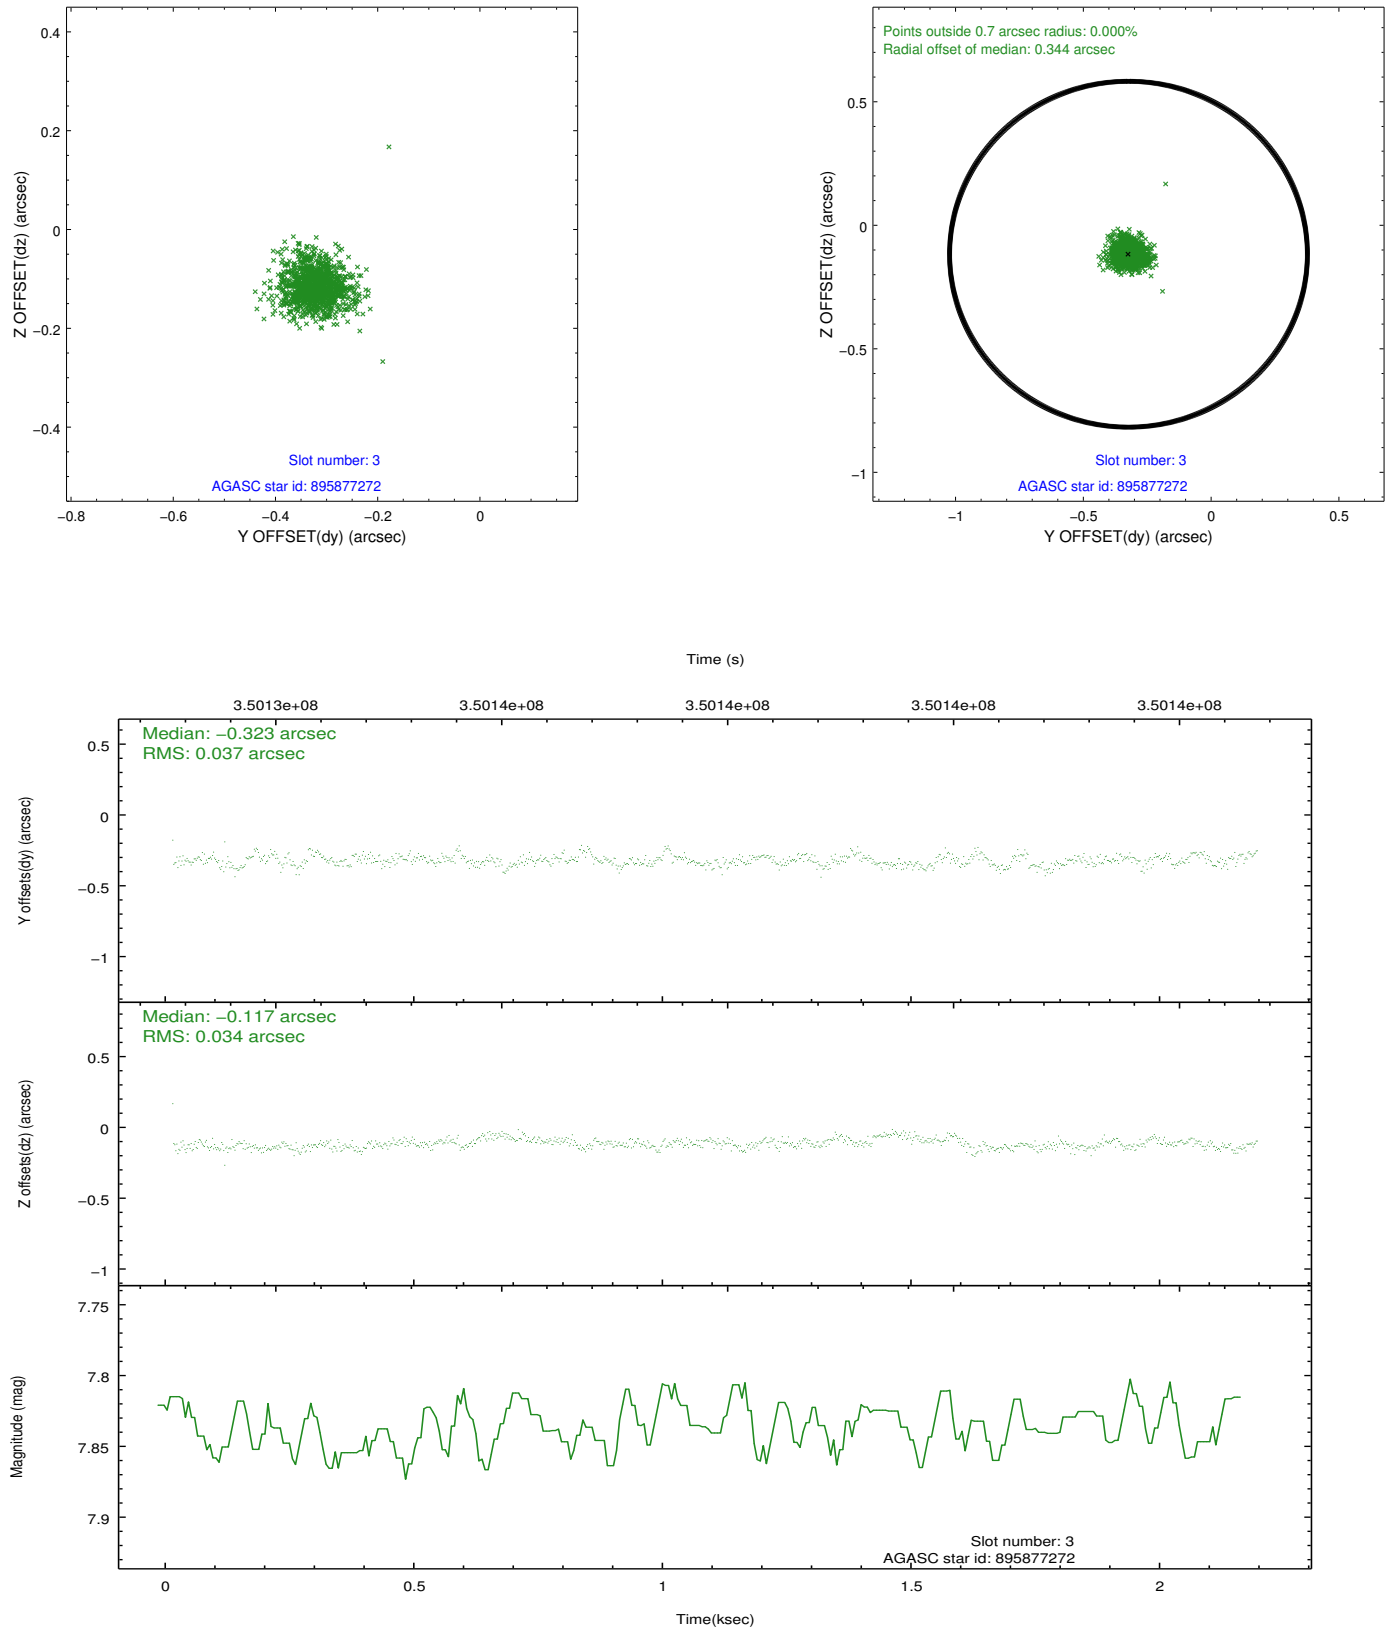 0.4
0.2
0
−0.2
−0.4
Z OFFSET(dz) (arcsec)
Slot number: 3
AGASC star id: 895877272
−0.8 −0.6 −0.4 −0.2 0
Y OFFSET(dy) (arcsec)
Points outside 0.7 arcsec radius: 0.000%
Radial offset of median: 0.344 arcsec
0.5
0
−0.5
−1
Z OFFSET(dz) (arcsec)
Slot number: 3
AGASC star id: 895877272
−1 −0.5 0 0.5
Y OFFSET(dy) (arcsec)
Time (s)
3.5013e+08 3.5014e+08 3.5014e+08 3.5014e+08 3.5014e+08
Median: −0.323 arcsec
RMS: 0.037 arcsec
0.5
0
−0.5
−1
Y offsets(dy) (arcsec)
Median: −0.117 arcsec
RMS: 0.034 arcsec
0.5
0
−0.5
−1
Z offsets(dz) (arcsec)
7.75
7.8
7.85
7.9
Magnitude (mag)
Slot number: 3
AGASC star id: 895877272
0 0.5 1 1.5 2
Time(ksec)